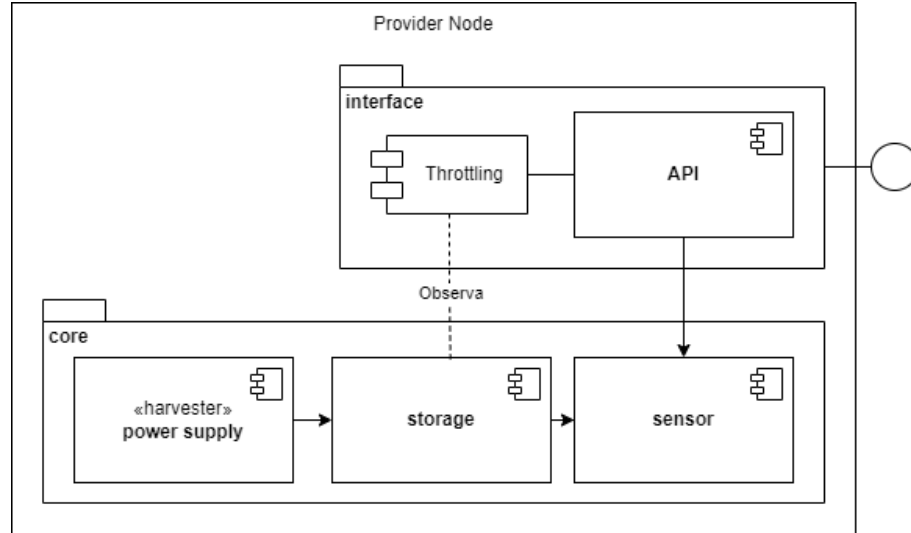 Provider Node
interface
Throttling
API
Observa
core
«harvester»
power supply
storage
sensor